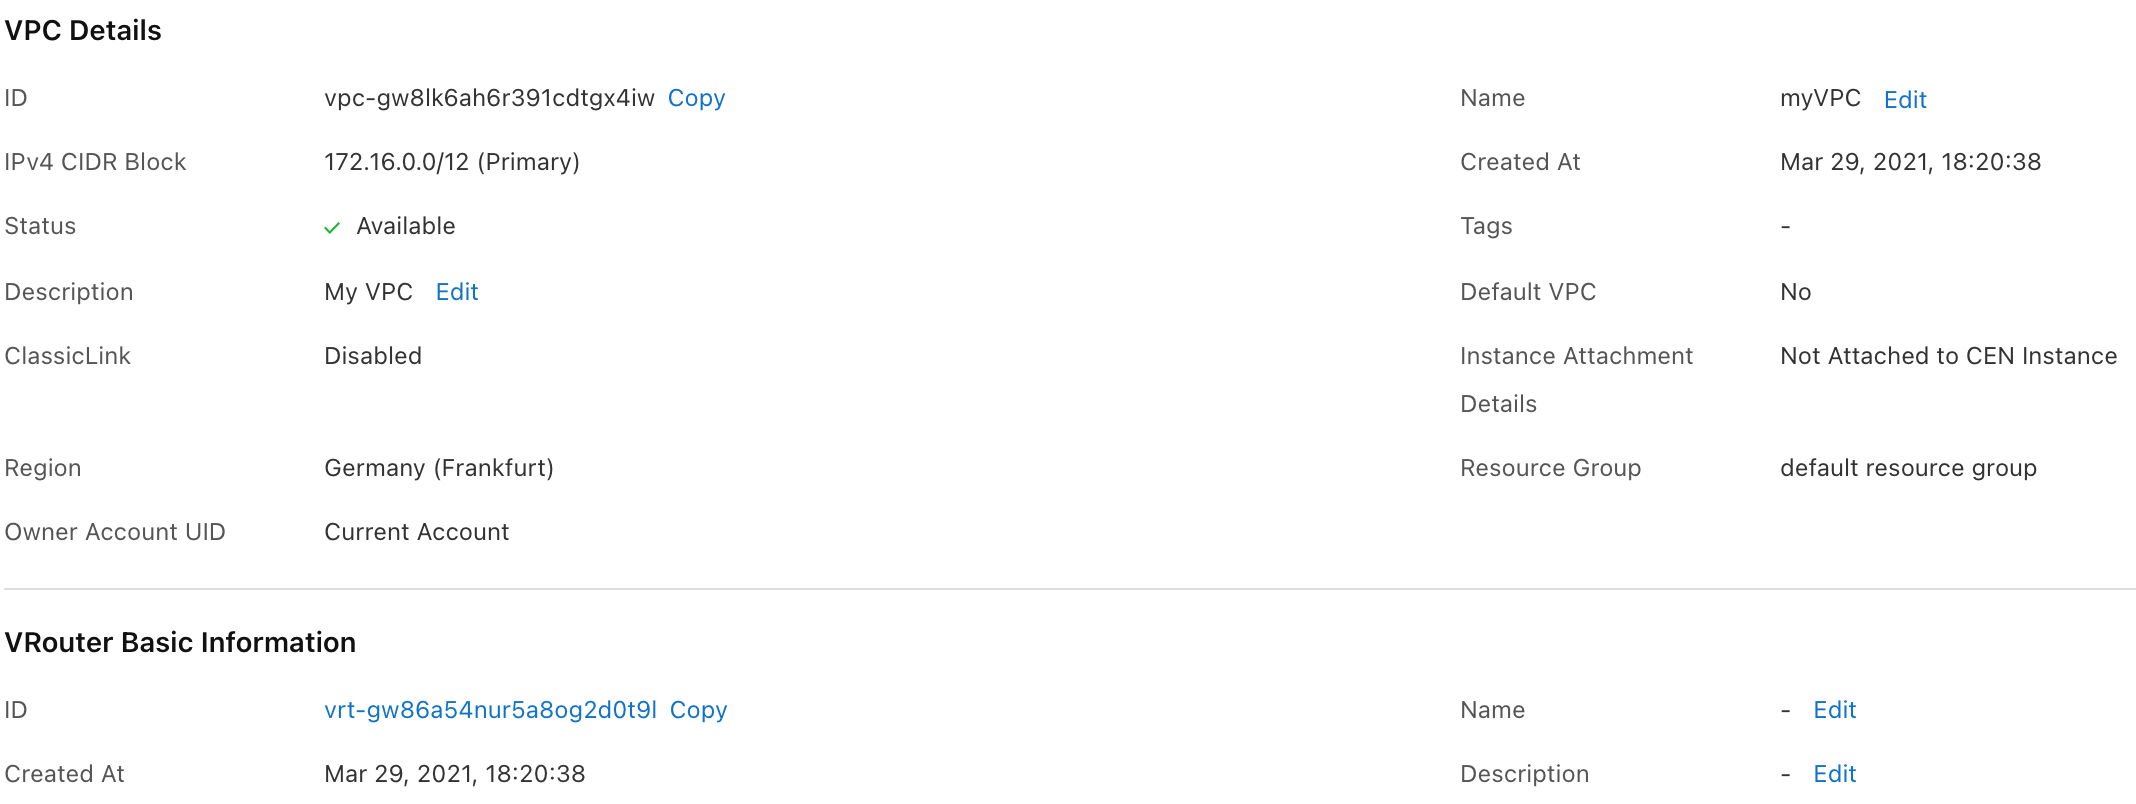 VPC Details
ID vpc-gw8lk6ah6r391cdtgx4iw Copy Name myVPC Edit
IPv4 CIDR Block 172.16.0.0/12 (Primary) Created At Mar 29, 2021, 18:20:38
Status Available Tags -
Description My VPC Edit Default VPC No
ClassicLink Disabled Instance Attachment Not Attached to CEN Instance
Details
Region Germany (Frankfurt) Resource Group default resource group
Owner Account UID Current Account
VRouter Basic Information
ID vrt-gw86a54nur5a8og2d0t9l Copy Name - Edit
Created At Mar 29, 2021, 18:20:38 Description - Edit